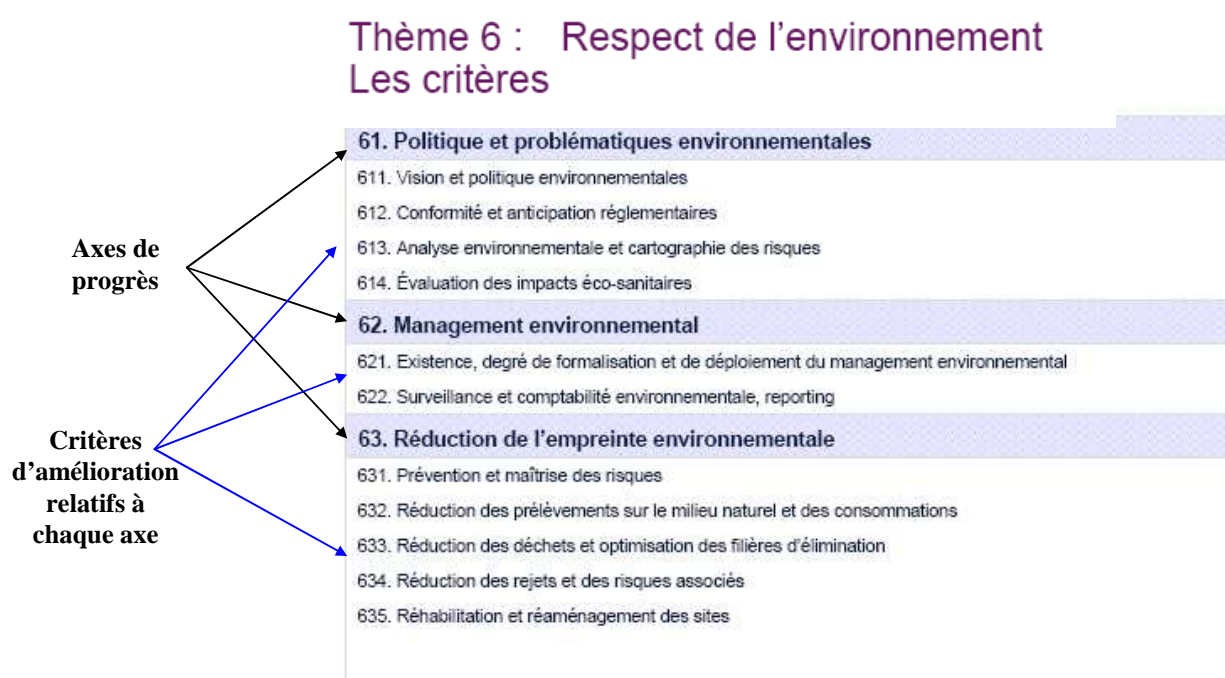 Thème 6 : Respect de l'environnement
Les critères
61. Politique et problématiques environnementales
611. Vision et politique environnementales
612. Conformité et anticipation réglementaires
613. Analyse environnementale et cartographie des risques
614. Évaluation des impacts éco-sanitaires
62. Management environnemental
621. Existence, degré de formalisation et de déploiement du management environnemental
622. Surveillance et comptabilité environnementale, reporting
63. Réduction de l'empreinte environnementale
631. Prévention et maîtrise des risques
632. Réduction des prélèvements sur le milieu naturel et des consommations
633. Réduction des déchets et optimisation des filières d'élimination
634. Réduction des rejets et des risques associés
635. Réhabilitation et réaménagement des sites
Axes de
progrès
Critères
d'amélioration
relatifs à
chaque axe